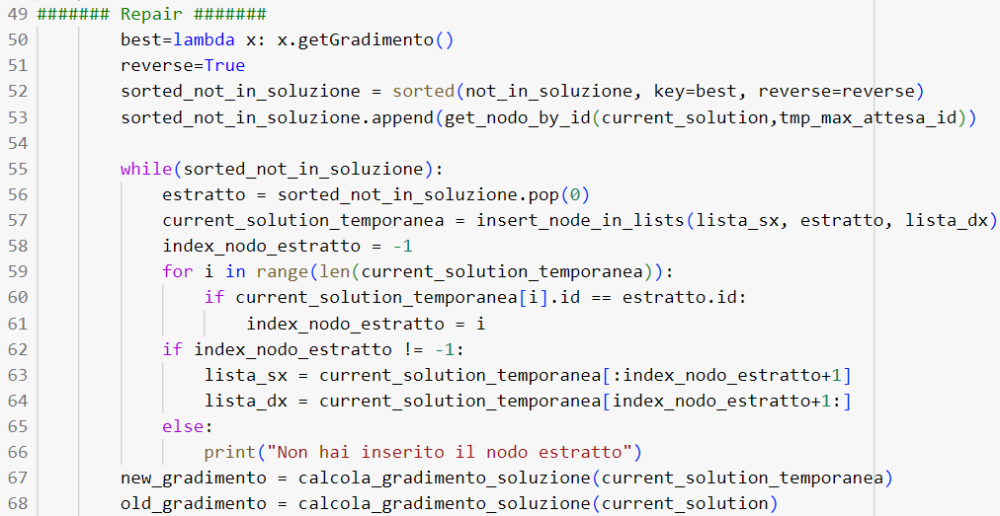 49 ####### Repair #######
50 best=lambda x: x.getGradimento()
51 reverse=True
52 sorted_not_in_soluzione = sorted(not_in_soluzione, key=best, reverse=reverse)
53 sorted_not_in_soluzione.append(get_nodo_by_id(current_solution,tmp_max_attesa_id))
54
55 while(sorted_not_in_soluzione):
56 estratto = sorted_not_in_soluzione.pop(0)
57 current_solution_temporanea = insert_node_in_lists(lista_sx, estratto, lista_dx)
58 index_nodo_estratto = -1
59 for i in range(len(current_solution_temporanea)):
60 if current_solution_temporanea[i].id == estratto.id:
61 index_nodo_estratto = i
62 if index_nodo_estratto != -1:
63 lista_sx = current_solution_temporanea[:index_nodo_estratto+1]
64 lista_dx = current_solution_temporanea[index_nodo_estratto+1:]
65 else:
66 print("Non hai inserito il nodo estratto")
67 new_gradimento = calcola_gradimento_soluzione(current_solution_temporanea)
68 old_gradimento = calcola_gradimento_soluzione(current_solution)